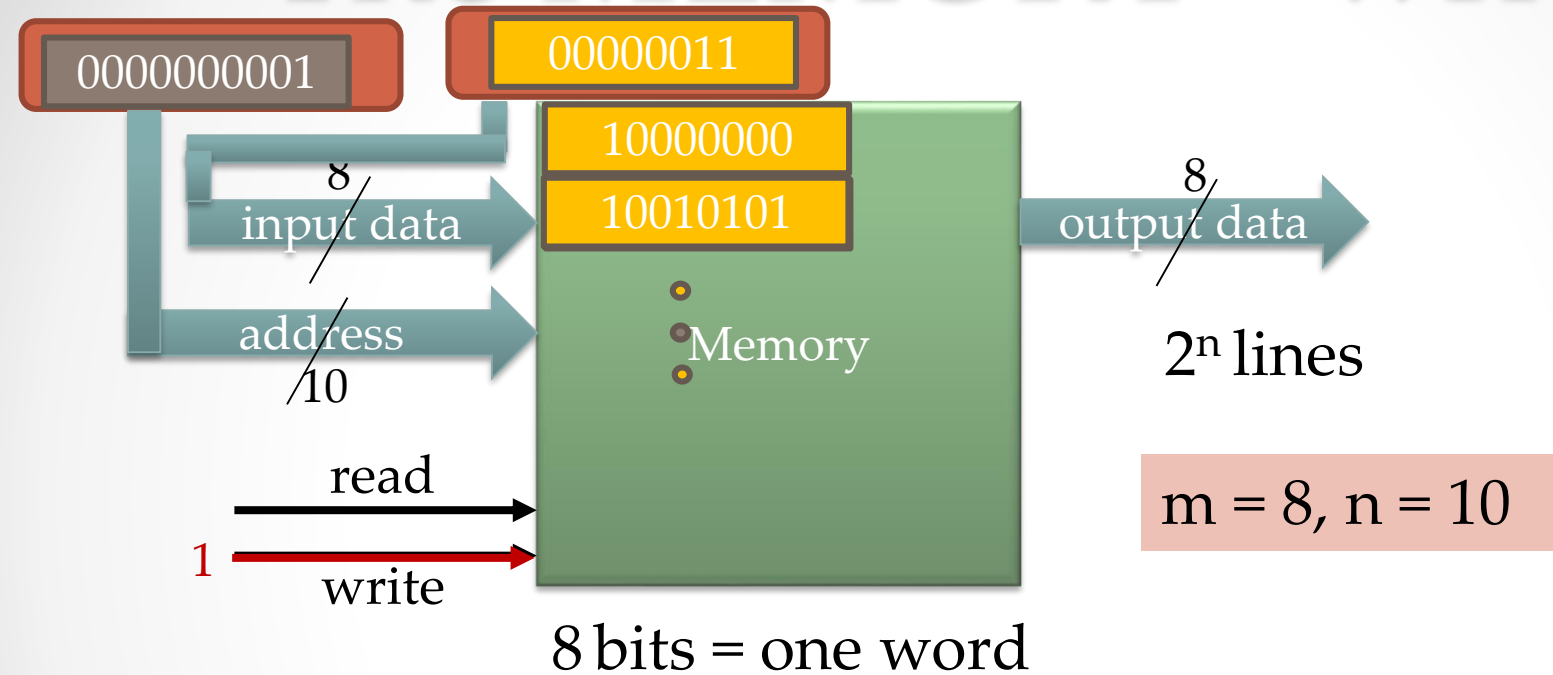 0000000001
00000011
10000000
10010101
8
input data
address
10
Memory
8
output data
2ⁿ lines
m = 8, n = 10
read
1
write
8 bits = one word